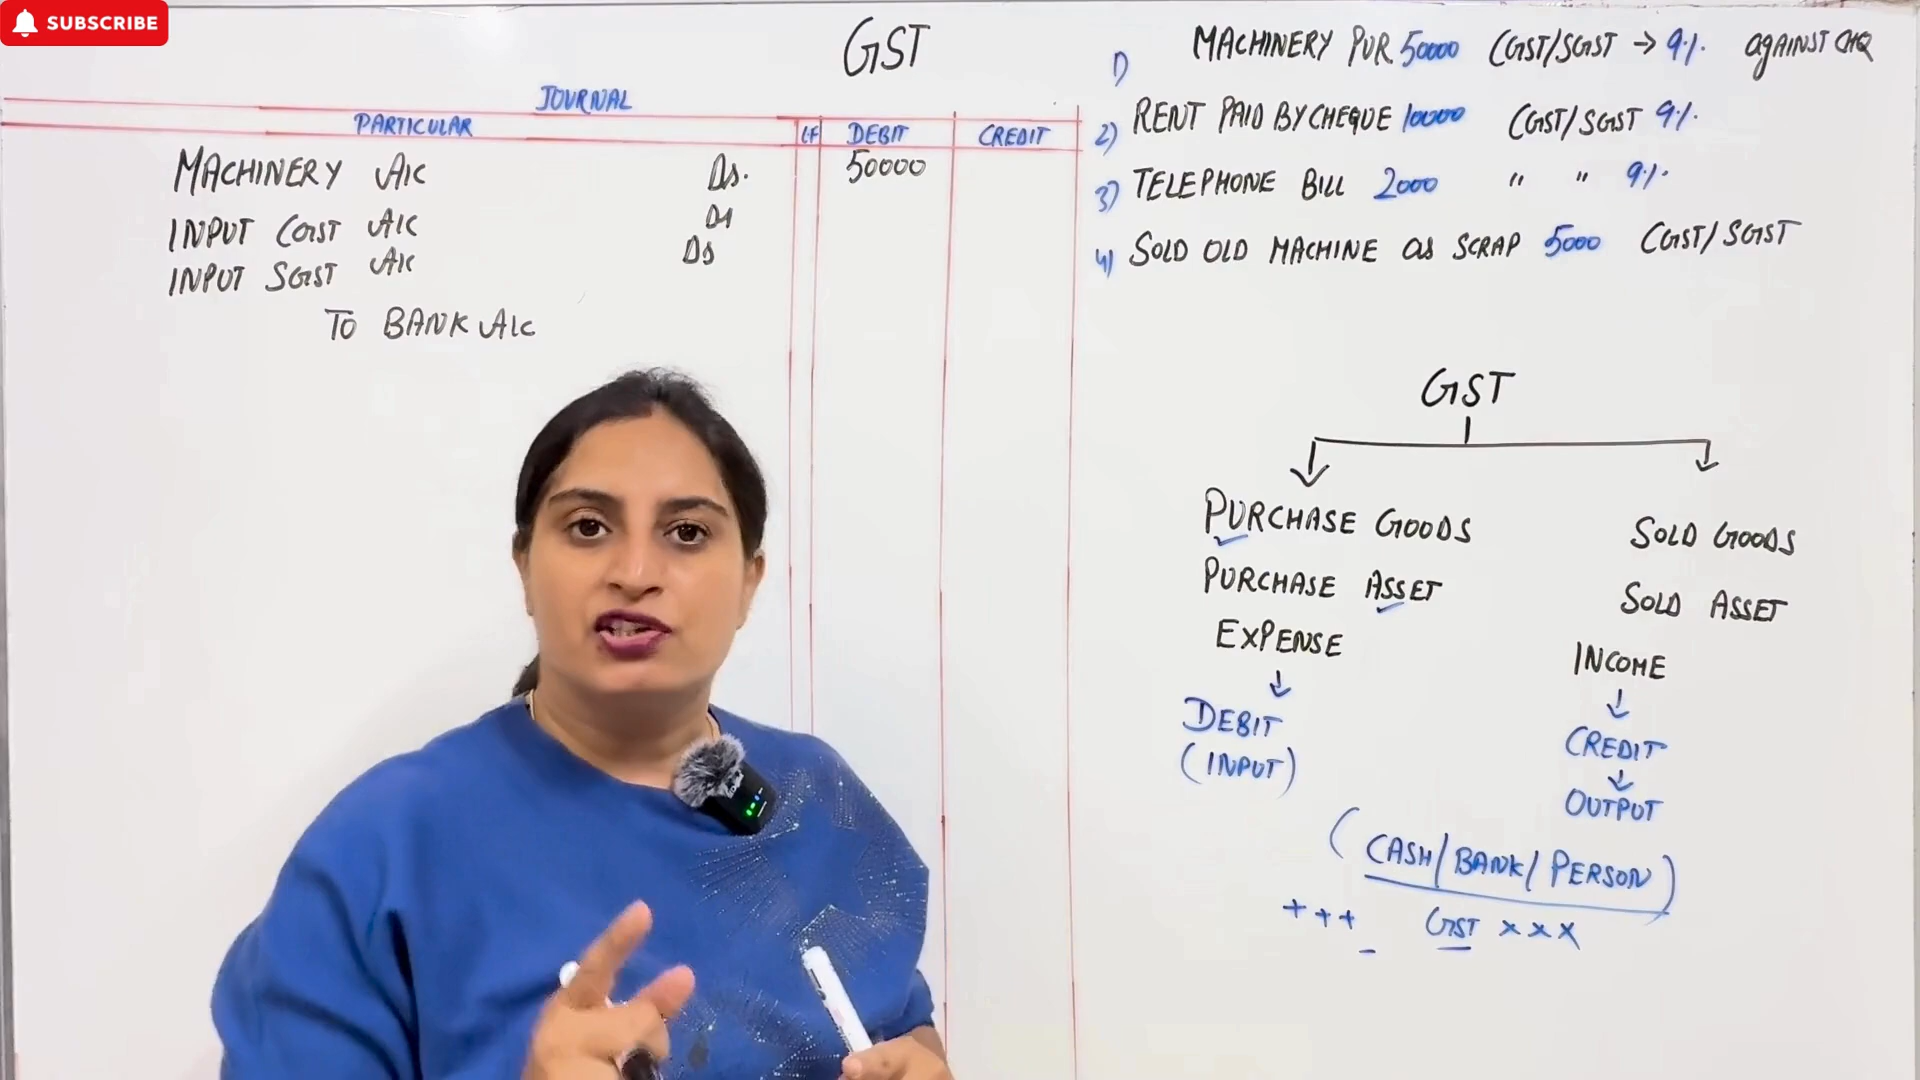 SUBSCRIBE
GST
JOURNAL
PARTICULAR LF DEBIT CREDIT
MACHINERY A/C Dr. 50000
INPUT CGST A/C Dr
INPUT SGST A/C Dr
TO BANK A/C
1) MACHINERY PUR 50000 CGST/SGST → 9%. against CHQ
2) RENT PAID BY CHEQUE 10000 CGST/SGST 9%.
3) TELEPHONE BILL 2000 " " 9%.
4) SOLD OLD MACHINE as SCRAP 5000 CGST/SGST
GST
PURCHASE GOODS SOLD GOODS
PURCHASE ASSET SOLD ASSET
EXPENSE INCOME
↓ ↓
DEBIT CREDIT
(INPUT) ↓
OUTPUT
(CASH/BANK/PERSON)
+++ GST xxx
-